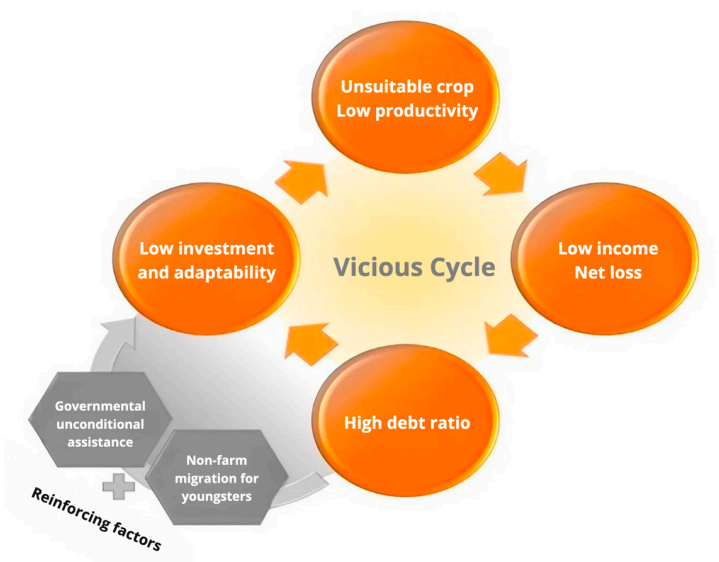 Unsuitable crop
Low productivity
Low investment
and adaptability
Vicious Cycle
Low income
Net loss
High debt ratio
Governmental
unconditional
assistance
Non-farm
migration for
youngsters
Reinforcing factors